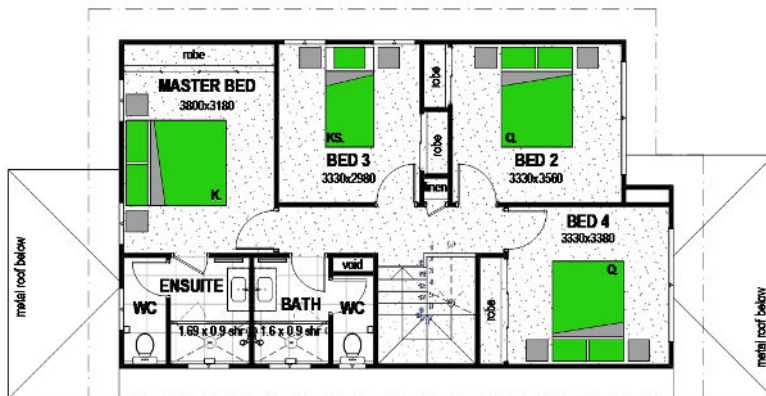 robe
MASTER BED
3800x3180
K.
KS.
BED 3
3330x2980
robe
robe
linen
Q.
BED 2
3330x3560
BED 4
3330x3380
Q.
robe
void
ENSUITE
WC
1.69 x 0.9 shr
BATH
WC
1.6 x 0.9 shr
metal roof below
metal roof below